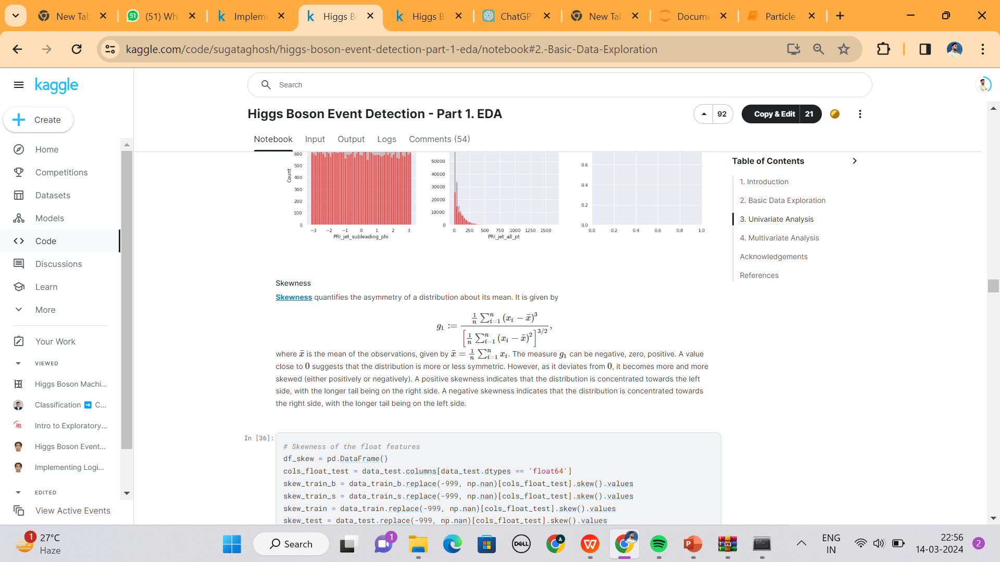 New Tab
(51) Wh
Implem
Higgs B
Higgs B
ChatGP
New Tab
Docume
Particle
kaggle.com/code/sugataghosh/higgs-boson-event-detection-part-1-eda/notebook#2.-Basic-Data-Exploration
kaggle
Search
Create
Higgs Boson Event Detection - Part 1. EDA
92
Copy & Edit 21
Notebook Input Output Logs Comments (54)
Home
Competitions
Datasets
Models
Code
Discussions
Learn
More
Your Work
VIEWED
Higgs Boson Machi...
Classification ➡ C...
Intro to Exploratory...
Higgs Boson Event...
Implementing Logi...
EDITED
View Active Events
Count
600
500
400
300
200
100
0
−3 −2 −1 0 1 2 3
PRI_jet_subleading_phi
50000
40000
30000
20000
10000
0
0 250 500 750 1000 1250 1500
PRI_jet_all_pt
0.6
0.4
0.2
0.0
0.0 0.2 0.4 0.6 0.8 1.0
Table of Contents
1. Introduction
2. Basic Data Exploration
3. Univariate Analysis
4. Multivariate Analysis
Acknowledgements
References
Skewness
Skewness quantifies the asymmetry of a distribution about its mean. It is given by
g₁ := \frac{\frac{1}{n} \sum_{i=1}^{n} (x_i − x̄)^3}{[\frac{1}{n} \sum_{i=1}^{n} (x_i − x̄)^2]^{3/2}},
where x̄ is the mean of the observations, given by x̄ = \frac{1}{n} \sum_{i=1}^{n} x_i. The measure g₁ can be negative, zero, positive. A value
close to 0 suggests that the distribution is more or less symmetric. However, as it deviates from 0, it becomes more and more
skewed (either positively or negatively). A positive skewness indicates that the distribution is concentrated towards the left
side, with the longer tail being on the right side. A negative skewness indicates that the distribution is concentrated towards
the right side, with the longer tail being on the left side.
In [36]:
# Skewness of the float features
df_skew = pd.DataFrame()
cols_float_test = data_test.columns[data_test.dtypes == 'float64']
skew_train_b = data_train_b.replace(-999, np.nan)[cols_float_test].skew().values
skew_train_s = data_train_s.replace(-999, np.nan)[cols_float_test].skew().values
skew_train = data_train.replace(-999, np.nan)[cols_float_test].skew().values
skew_test = data_test.replace(-999, np.nan)[cols_float_test].skew().values
1
27°C
Haze
Search
1
DELL
ENG
IN
22:56
14-03-2024
2